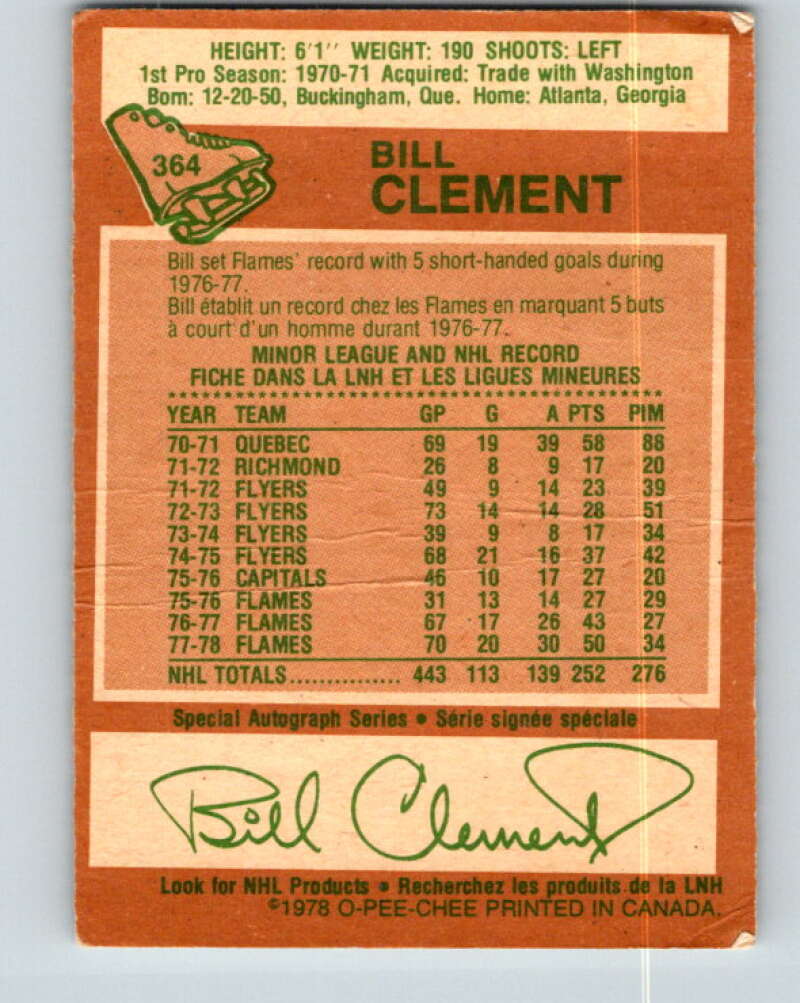 HEIGHT: 6'1'' WEIGHT: 190 SHOOTS: LEFT
1st Pro Season: 1970-71 Acquired: Trade with Washington
Born: 12-20-50, Buckingham, Que. Home: Atlanta, Georgia
364
BILL
CLEMENT
Bill set Flames' record with 5 short-handed goals during
1976-77.
Bill établit un record chez les Flames en marquant 5 buts
à court d'un homme durant 1976-77.
MINOR LEAGUE AND NHL RECORD
FICHE DANS LA LNH ET LES LIGUES MINEURES
YEAR TEAM GP G A PTS PIM
70-71 QUEBEC 69 19 39 58 88
71-72 RICHMOND 26 8 9 17 20
71-72 FLYERS 49 9 14 23 39
72-73 FLYERS 73 14 14 28 51
73-74 FLYERS 39 9 8 17 34
74-75 FLYERS 68 21 16 37 42
75-76 CAPITALS 46 10 17 27 20
75-76 FLAMES 31 13 14 27 29
76-77 FLAMES 67 17 26 43 27
77-78 FLAMES 70 20 30 50 34
NHL TOTALS............... 443 113 139 252 276
Special Autograph Series • Série signée spéciale
Bill Clement
Look for NHL Products • Recherchez les produits de la LNH
©1978 O-PEE-CHEE PRINTED IN CANADA.